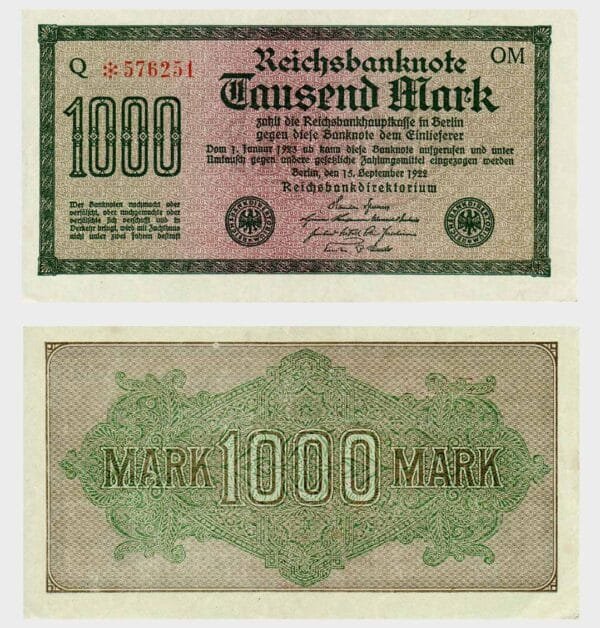 Q *576251
OM
Reichsbanknote
Tausend Mark
1000
zahlt die Reichsbankhauptkasse in Berlin
gegen diese Banknote dem Einlieferer
Vom 1. Januar 1923 ab kann diese Banknote aufgerufen und unter
Umtausch gegen andere gesetzliche Zahlungsmittel eingezogen werden
Berlin, den 15. September 1922
Reichsbankdirektorium
Wer Banknoten nachmacht oder
verfälscht, oder nachgemachte oder
verfälschte sich verschafft und in
Verkehr bringt, wird mit Zuchthaus
nicht unter zwei Jahren bestraft
MARK 1000 MARK